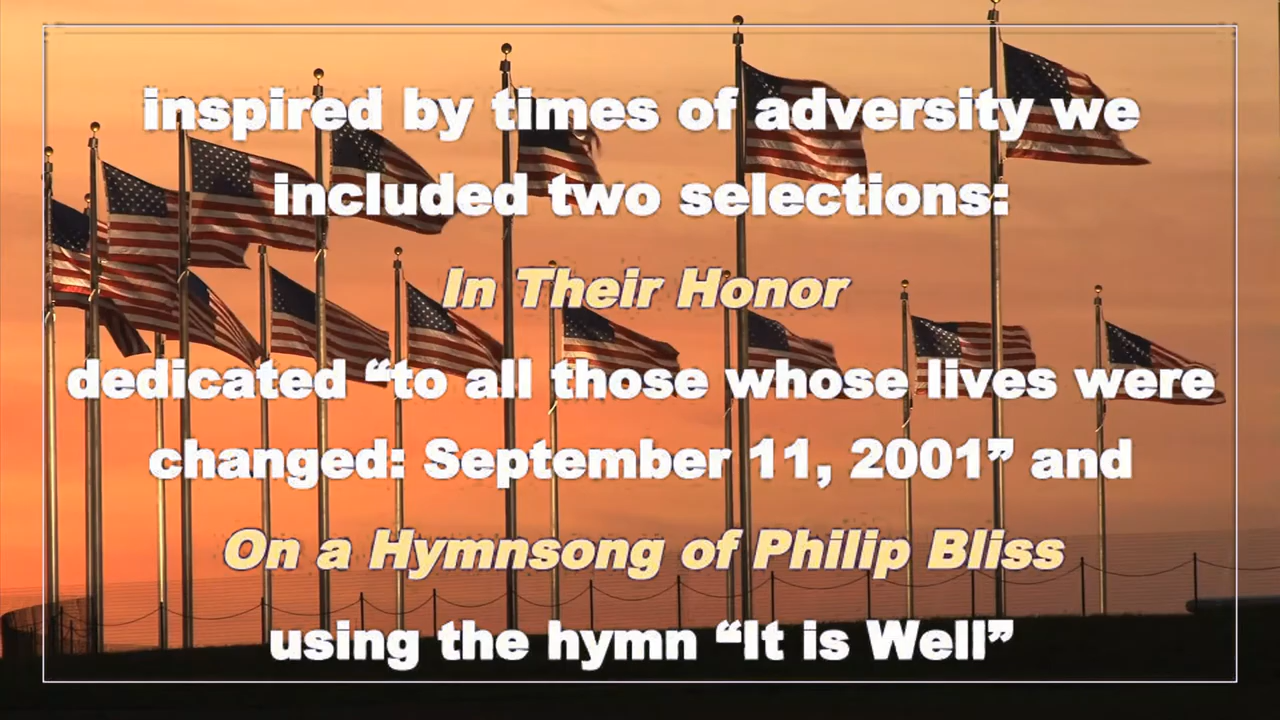 inspired by times of adversity we
included two selections:
In Their Honor
dedicated “to all those whose lives were
changed: September 11, 2001” and
On a Hymnsong of Philip Bliss
using the hymn “It is Well”